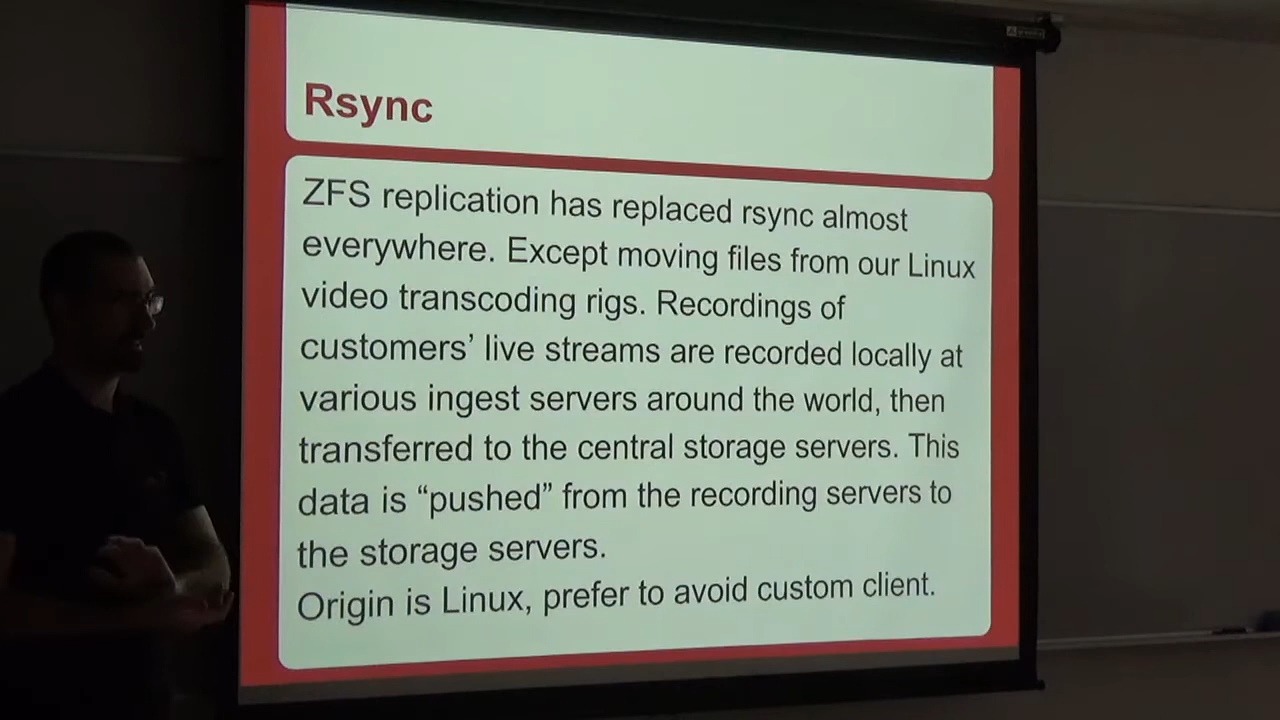 Rsync
ZFS replication has replaced rsync almost
everywhere. Except moving files from our Linux
video transcoding rigs. Recordings of
customers’ live streams are recorded locally at
various ingest servers around the world, then
transferred to the central storage servers. This
data is “pushed” from the recording servers to
the storage servers.
Origin is Linux, prefer to avoid custom client.